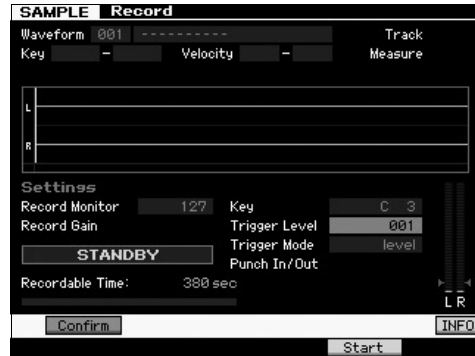 SAMPLE Record
Waveform 001 ---------- Track
Key – Velocity – Measure
L
R
Settings
Record Monitor 127 Key C 3
Record Gain Trigger Level 001
STANDBY Trigger Mode level
Punch In/Out
Recordable Time: 380 sec
L R
Confirm INFO
Start